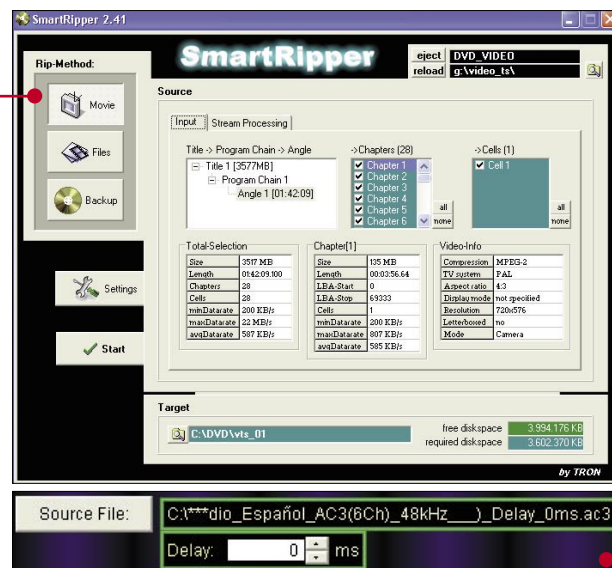 SmartRipper 2.41
Rip-Method:
Movie
Files
Backup
Settings
Start
SmartRipper
eject DVD_VIDEO
reload g:\video_ts\
Source
Input Stream Processing
Title -> Program Chain -> Angle
Title 1 [3577MB]
Program Chain 1
Angle 1 [01:42:09]
->Chapters (28)
Chapter 1
Chapter 2
Chapter 3
Chapter 4
Chapter 5
Chapter 6
all
none
->Cells (1)
Cell 1
all
none
Total-Selection
Size 3517 MB
Length 01:42:09.100
Chapters 28
Cells 28
minDatarate 200 KB/s
maxDatarate 22 MB/s
avgDatarate 587 KB/s
Chapter[1]
Size 135 MB
Length 00:03:56.64
LBA-Start 0
LBA-Stop 69333
Cells 1
minDatarate 200 KB/s
maxDatarate 807 KB/s
avgDatarate 585 KB/s
Video-Info
Compression MPEG-2
TV system PAL
Aspect ratio 4:3
Display mode not specified
Resolution 720x576
Letterboxed no
Mode Camera
Target
C:\DVD\vts_01
free diskspace 3.994.176 KB
required diskspace 3.602.370 KB
by TRON
Source File: C:\***dio_Español_AC3(6Ch)_48kHz___)_Delay_0ms.ac3
Delay: 0 ms